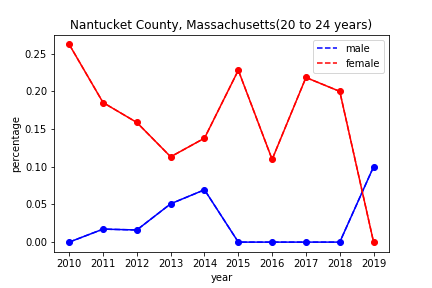 Nantucket County, Massachusetts(20 to 24 years)
male
female
percentage
0.25
0.20
0.15
0.10
0.05
0.00
2010 2011 2012 2013 2014 2015 2016 2017 2018 2019
year